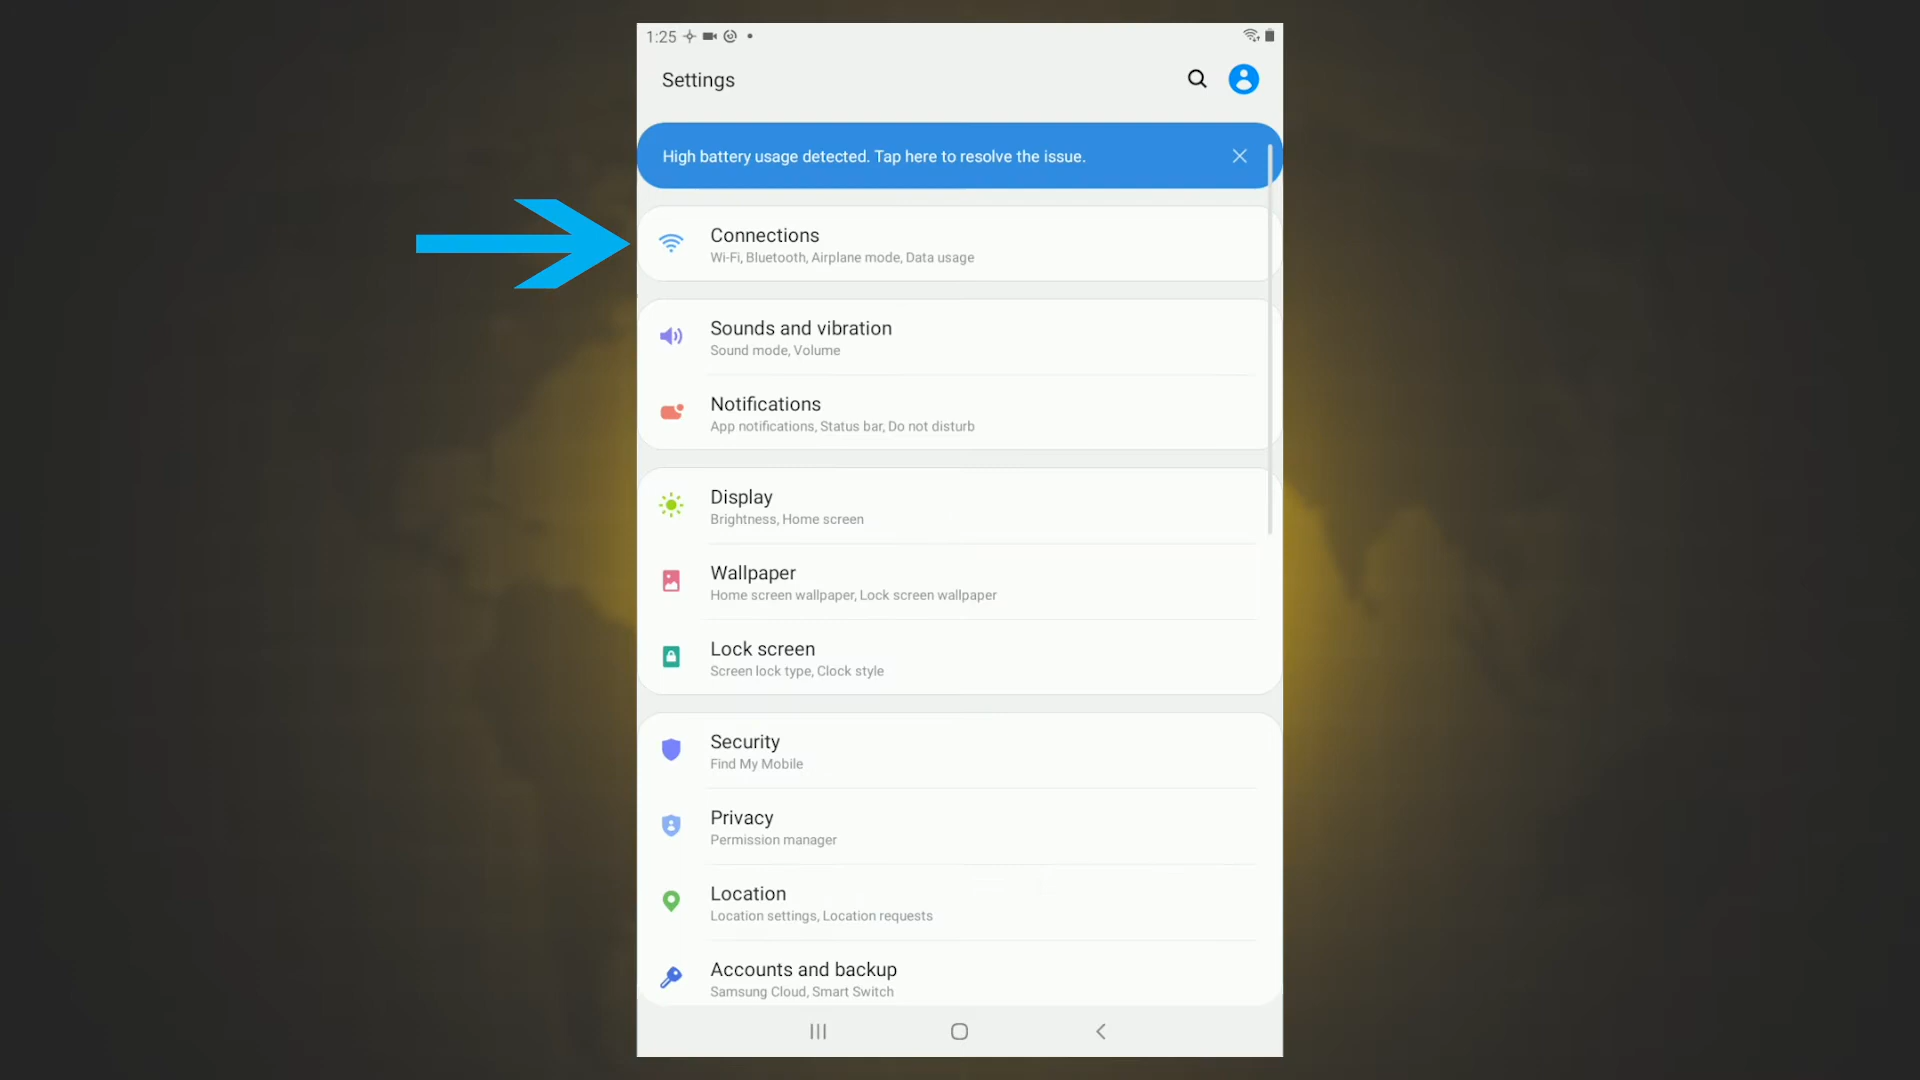 1:25
Settings
High battery usage detected. Tap here to resolve the issue.
Connections
Wi-Fi, Bluetooth, Airplane mode, Data usage
Sounds and vibration
Sound mode, Volume
Notifications
App notifications, Status bar, Do not disturb
Display
Brightness, Home screen
Wallpaper
Home screen wallpaper, Lock screen wallpaper
Lock screen
Screen lock type, Clock style
Security
Find My Mobile
Privacy
Permission manager
Location
Location settings, Location requests
Accounts and backup
Samsung Cloud, Smart Switch